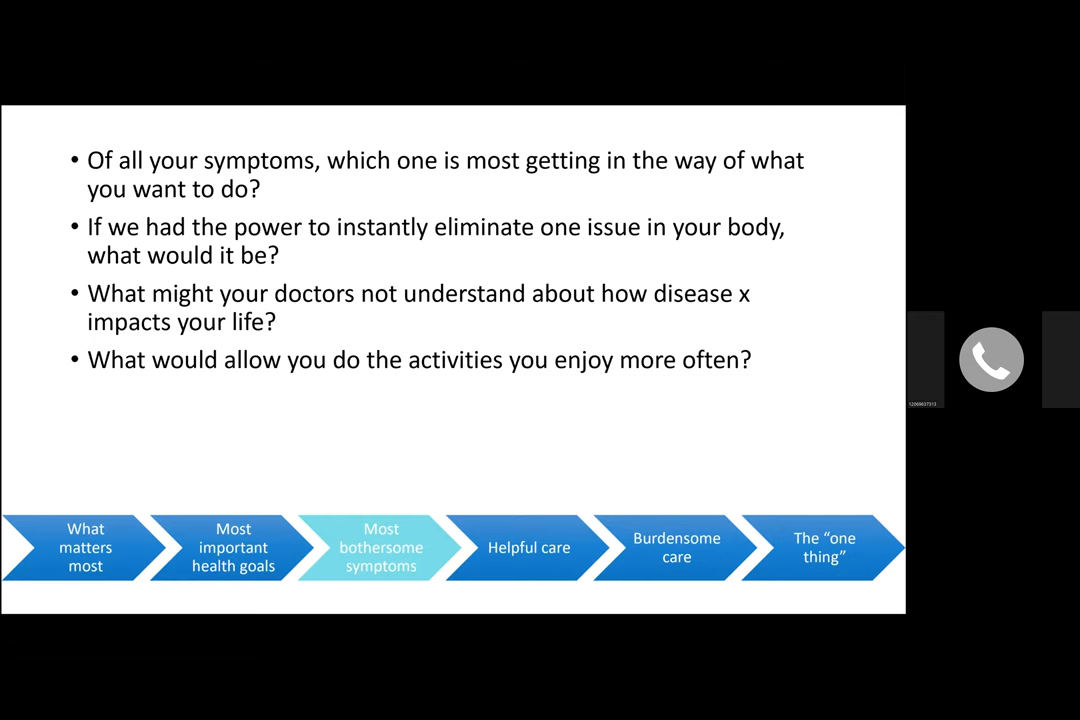 • Of all your symptoms, which one is most getting in the way of what
you want to do?
• If we had the power to instantly eliminate one issue in your body,
what would it be?
• What might your doctors not understand about how disease x
impacts your life?
• What would allow you do the activities you enjoy more often?
12069637313
What
matters
most
Most
important
health goals
Most
bothersome
symptoms
Helpful care
Burdensome
care
The “one
thing”